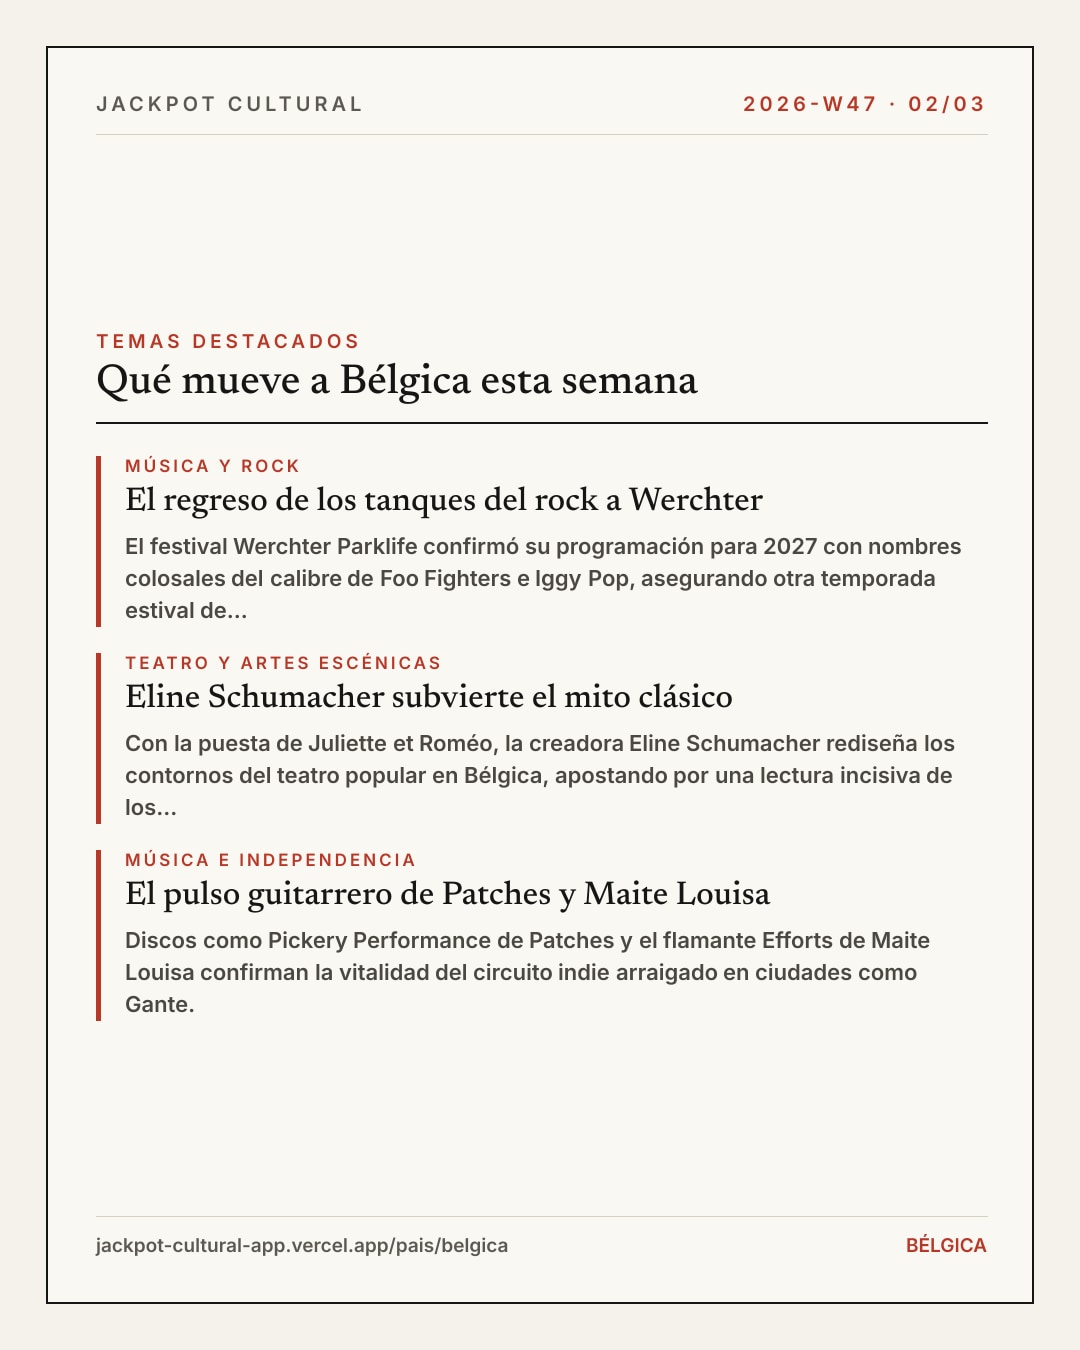 JACKPOT CULTURAL
2026-W47 · 02/03
TEMAS DESTACADOS
Qué mueve a Bélgica esta semana
MÚSICA Y ROCK
El regreso de los tanques del rock a Werchter
El festival Werchter Parklife confirmó su programación para 2027 con nombres
colosales del calibre de Foo Fighters e Iggy Pop, asegurando otra temporada
estival de...
TEATRO Y ARTES ESCÉNICAS
Eline Schumacher subvierte el mito clásico
Con la puesta de Juliette et Roméo, la creadora Eline Schumacher rediseña los
contornos del teatro popular en Bélgica, apostando por una lectura incisiva de
los...
MÚSICA E INDEPENDENCIA
El pulso guitarrero de Patches y Maite Louisa
Discos como Pickery Performance de Patches y el flamante Efforts de Maite
Louisa confirman la vitalidad del circuito indie arraigado en ciudades como
Gante.
jackpot-cultural-app.vercel.app/pais/belgica
BÉLGICA